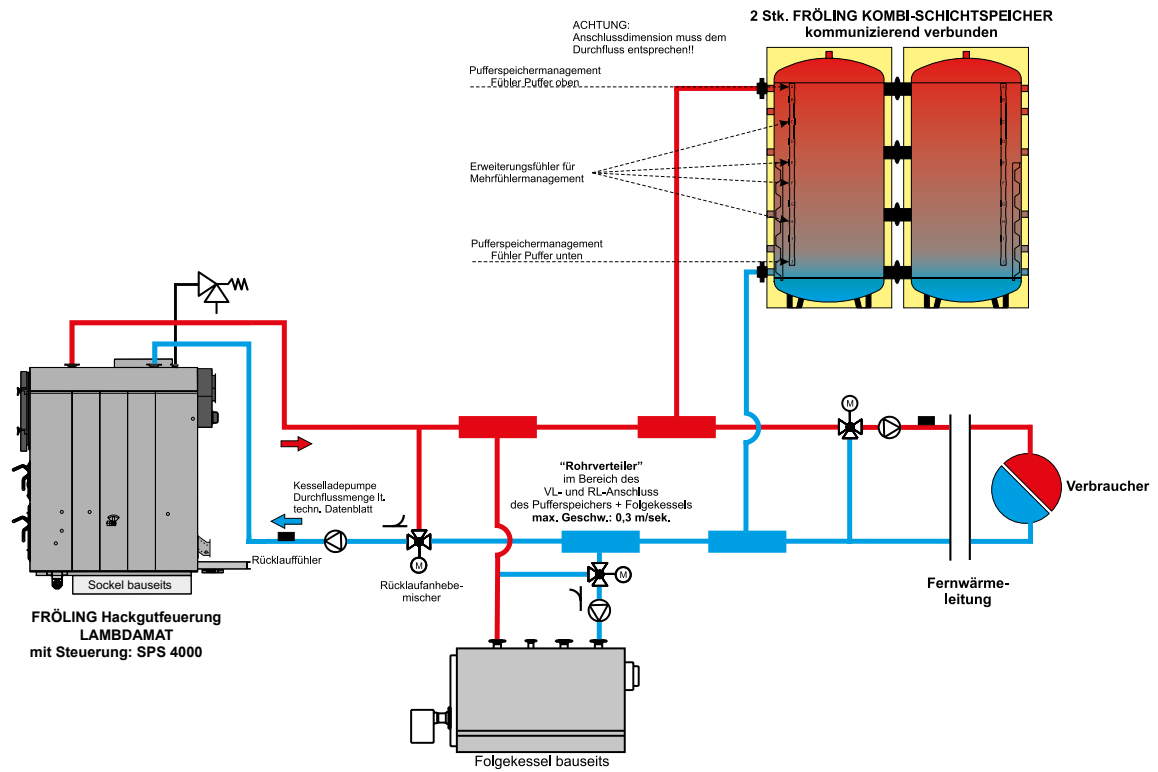 2 Stk. FRÖLING KOMBI-SCHICHTSPEICHER
kommunizierend verbunden
ACHTUNG:
Anschlussdimension muss dem
Durchfluss entsprechen!!
Pufferspeichermanagement
Fühler Puffer oben
Erweiterungsfühler für
Mehrfühlermanagement
Pufferspeichermanagement
Fühler Puffer unten
M
"Rohrverteiler"
im Bereich des
VL- und RL-Anschluss
des Pufferspeichers + Folgekessels
max. Geschw.: 0,3 m/sek.
Verbraucher
Kesselladepumpe
Durchflussmenge lt.
techn. Datenblatt
Rücklauffühler
M
Rücklaufanhebe-
mischer
M
Fernwärme-
leitung
Sockel bauseits
FRÖLING Hackgutfeuerung
LAMBDAMAT
mit Steuerung: SPS 4000
Folgekessel bauseits